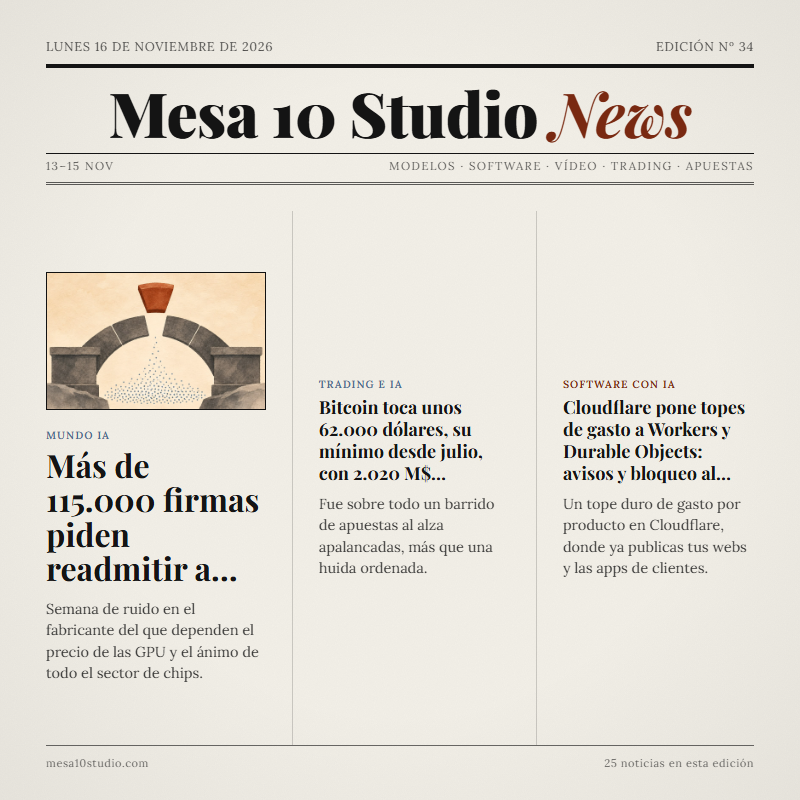 LUNES 16 DE NOVIEMBRE DE 2026
EDICIÓN Nº 34
Mesa 10 Studio News
13–15 NOV
MODELOS · SOFTWARE · VÍDEO · TRADING · APUESTAS
MUNDO IA
Más de
115.000 firmas
piden
readmitir a…
Semana de ruido en el
fabricante del que dependen el
precio de las GPU y el ánimo de
todo el sector de chips.
TRADING E IA
Bitcoin toca unos
62.000 dólares, su
mínimo desde julio,
con 2.020 M$…
Fue sobre todo un barrido
de apuestas al alza
apalancadas, más que una
huida ordenada.
SOFTWARE CON IA
Cloudflare pone topes
de gasto a Workers y
Durable Objects:
avisos y bloqueo al…
Un tope duro de gasto por
producto en Cloudflare,
donde ya publicas tus webs
y las apps de clientes.
mesa10studio.com
25 noticias en esta edición